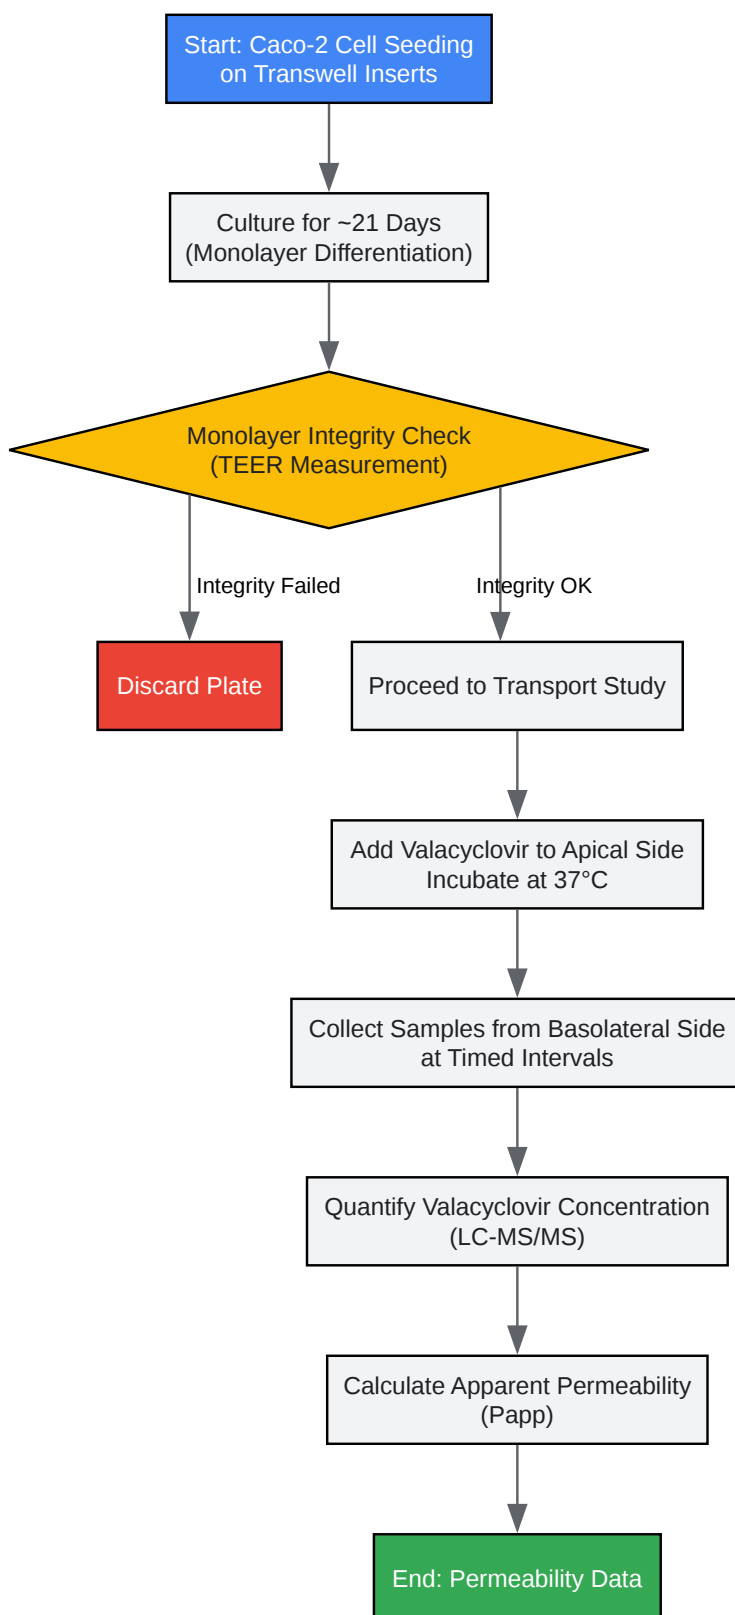 Start: Caco-2 Cell Seeding
on Transwell Inserts
Culture for ~21 Days
(Monolayer Differentiation)
Monolayer Integrity Check
(TEER Measurement)
Integrity Failed
Integrity OK
Discard Plate
Proceed to Transport Study
Add Valacyclovir to Apical Side
Incubate at 37°C
Collect Samples from Basolateral Side
at Timed Intervals
Quantify Valacyclovir Concentration
(LC-MS/MS)
Calculate Apparent Permeability
(Papp)
End: Permeability Data